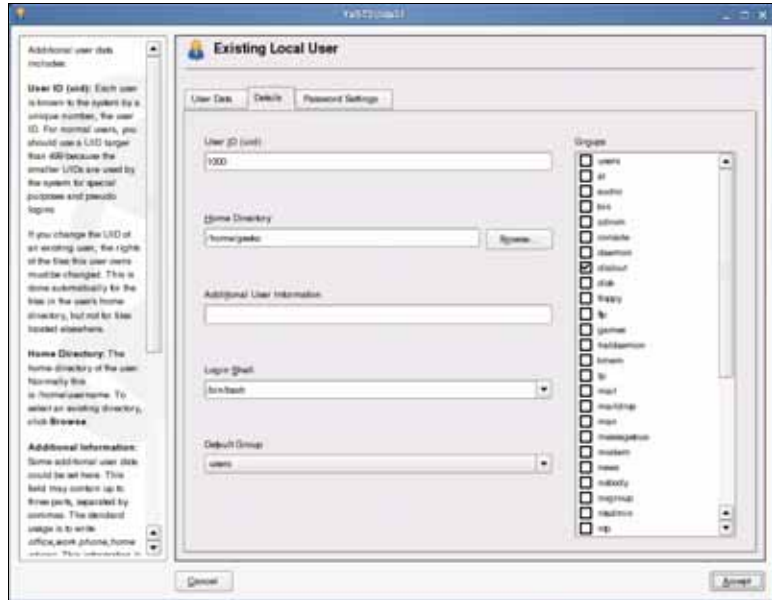 YaST2@da51
Additional user data
includes:
User ID (uid): Each user
is known to the system by a
unique number, the user
ID. For normal users, you
should use a UID larger
than 499 because the
smaller UIDs are used by
the system for special
purposes and pseudo
logins.
If you change the UID of
an existing user, the rights
of the files this user owns
must be changed. This is
done automatically for the
files in the user's home
directory, but not for files
located elsewhere.
Home Directory: The
home directory of the user.
Normally this
is /home/username. To
select an existing directory,
click Browse.
Additional Information:
Some additional user data
could be set here. This
field may contain up to
three parts, separated by
commas. The standard
usage is to write
office,work phone,home
phone. This information is
Existing Local User
User Data
Details
Password Settings
User ID (uid)
1000
Home Directory
/home/geeko
Browse...
Additional User Information
Login Shell
/bin/bash
Default Group
users
Groups
users
at
audio
bin
cdrom
console
daemon
dialout
disk
floppy
ftp
games
haldaemon
kmem
lp
mail
maildrop
man
messagebus
modem
news
nobody
nogroup
ntadmin
ntp
Cancel
Accept